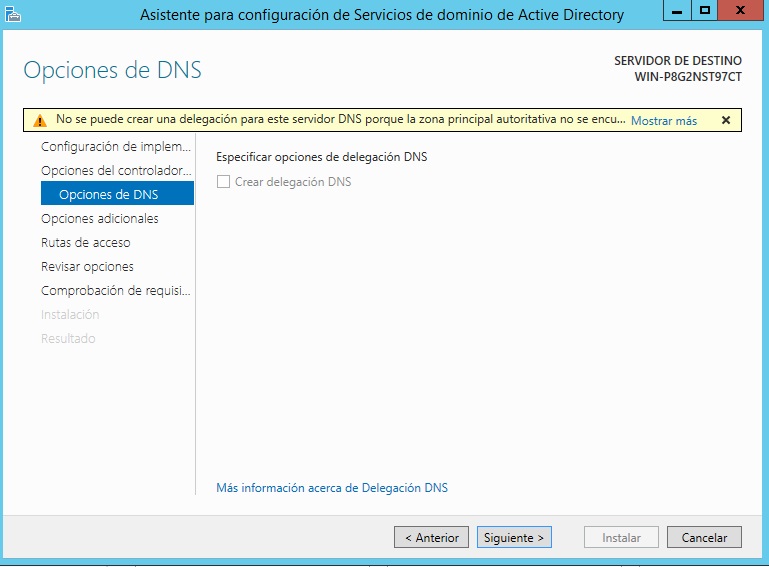 Asistente para configuración de Servicios de dominio de Active Directory
Opciones de DNS
SERVIDOR DE DESTINO
WIN-P8G2NST97CT
No se puede crear una delegación para este servidor DNS porque la zona principal autoritativa no se encu... Mostrar más
Configuración de implem...
Opciones del controlador...
Opciones de DNS
Opciones adicionales
Rutas de acceso
Revisar opciones
Comprobación de requisi...
Instalación
Resultado
Especificar opciones de delegación DNS
Crear delegación DNS
Más información acerca de Delegación DNS
< Anterior
Siguiente >
Instalar
Cancelar